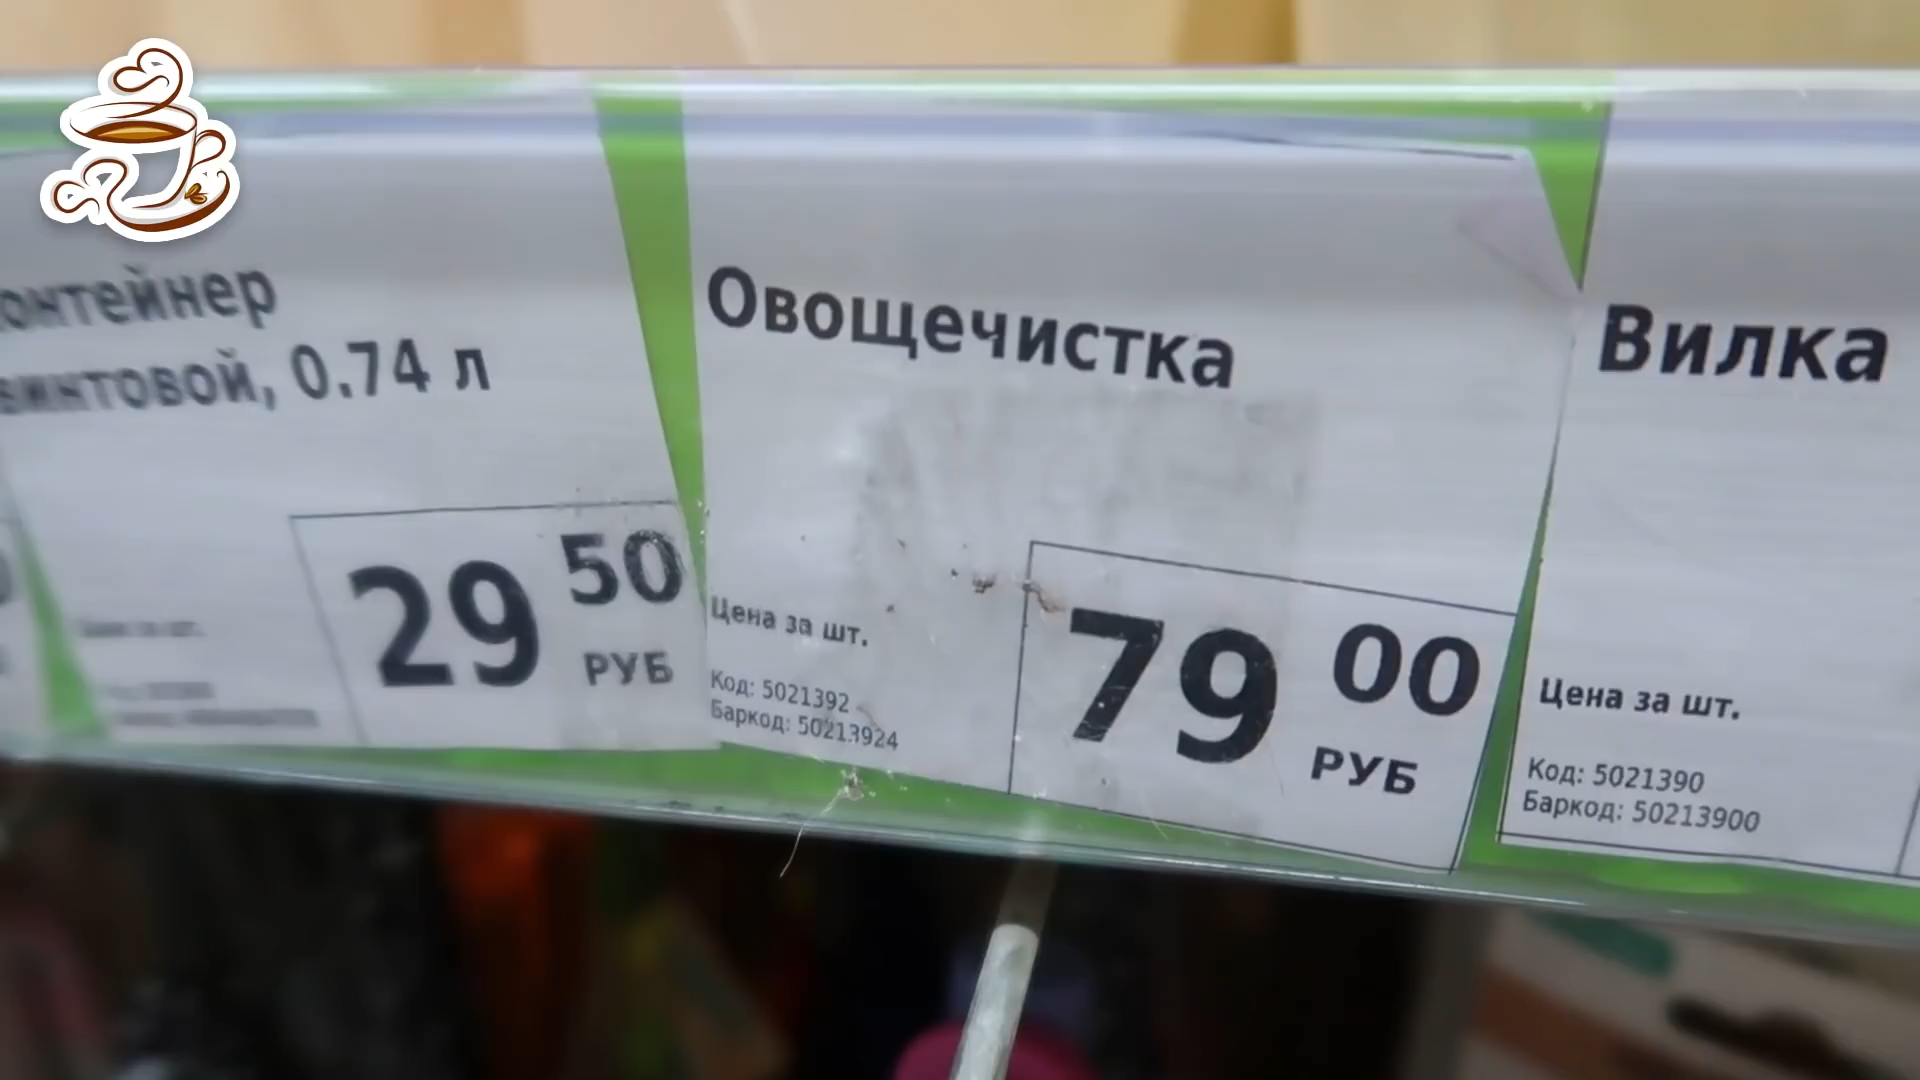 онтейнер
винтовой, 0.74 л
29 50
РУБ
Овощечистка
Цена за шт.
Код: 5021392
Баркод: 50213924
79 00
РУБ
Вилка
Цена за шт.
Код: 5021390
Баркод: 50213900